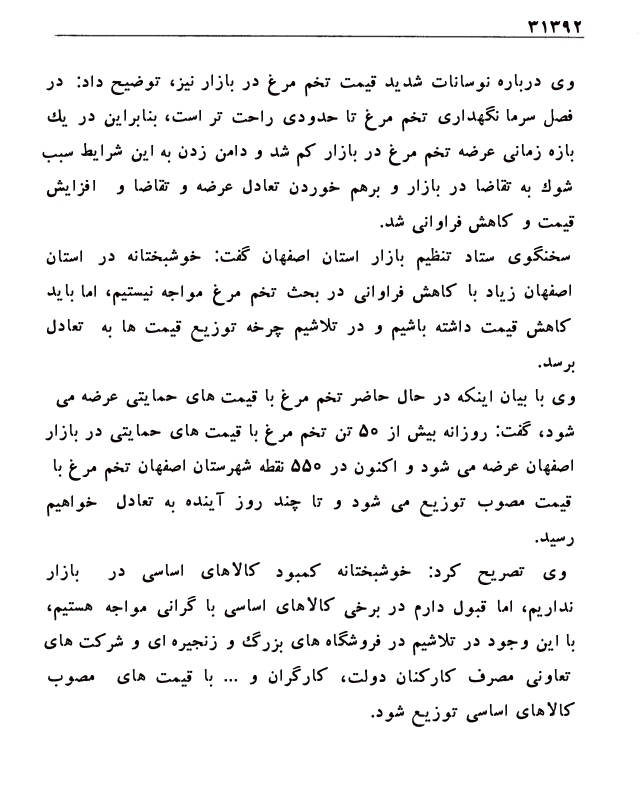 ۳۱۳۹۲
وی درباره نوسانات شدید قیمت تخم مرغ در بازار نیز، توضیح داد: در
فصل سرما نگهداری تخم مرغ تا حدودی راحت تر است، بنابراین در یك
بازه زمانی عرضه تخم مرغ در بازار کم شد و دامن زدن به این شرایط سبب
شوك به تقاضا در بازار و برهم خوردن تعادل عرضه و تقاضا و افزایش
قیمت و کاهش فراوانی شد.
سخنگوی ستاد تنظیم بازار استان اصفهان گفت: خوشبختانه در استان
اصفهان زیاد با کاهش فراوانی در بحث تخم مرغ مواجه نیستیم، اما باید
کاهش قیمت داشته باشیم و در تلاشیم چرخه توزیع قیمت ها به تعادل
برسد.
وی با بیان اینکه در حال حاضر تخم مرغ با قیمت های حمایتی عرضه می
شود، گفت: روزانه بیش از ۵۰ تن تخم مرغ با قیمت های حمایتی در بازار
اصفهان عرضه می شود و اکنون در ۵۵۰ نقطه شهرستان اصفهان تخم مرغ با
قیمت مصوب توزیع می شود و تا چند روز آینده به تعادل خواهیم
رسید.
وی تصریح کرد: خوشبختانه کمبود کالاهای اساسی در بازار
نداریم، اما قبول دارم در برخی کالاهای اساسی با گرانی مواجه هستیم،
با این وجود در تلاشیم در فروشگاه های بزرگ و زنجیره ای و شرکت های
تعاونی مصرف کارکنان دولت، کارگران و ... با قیمت های مصوب
کالاهای اساسی توزیع شود.